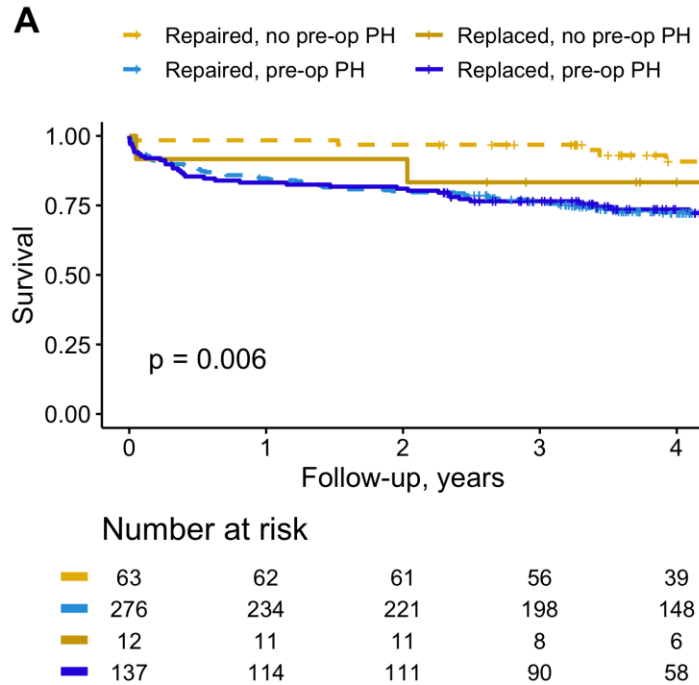 A
Repaired, no pre-op PH Replaced, no pre-op PH
Repaired, pre-op PH Replaced, pre-op PH
1.00
0.75
0.50
0.25
0.00
Survival
p = 0.006
0 1 2 3 4
Follow-up, years
Number at risk
63 62 61 56 39
276 234 221 198 148
12 11 11 8 6
137 114 111 90 58